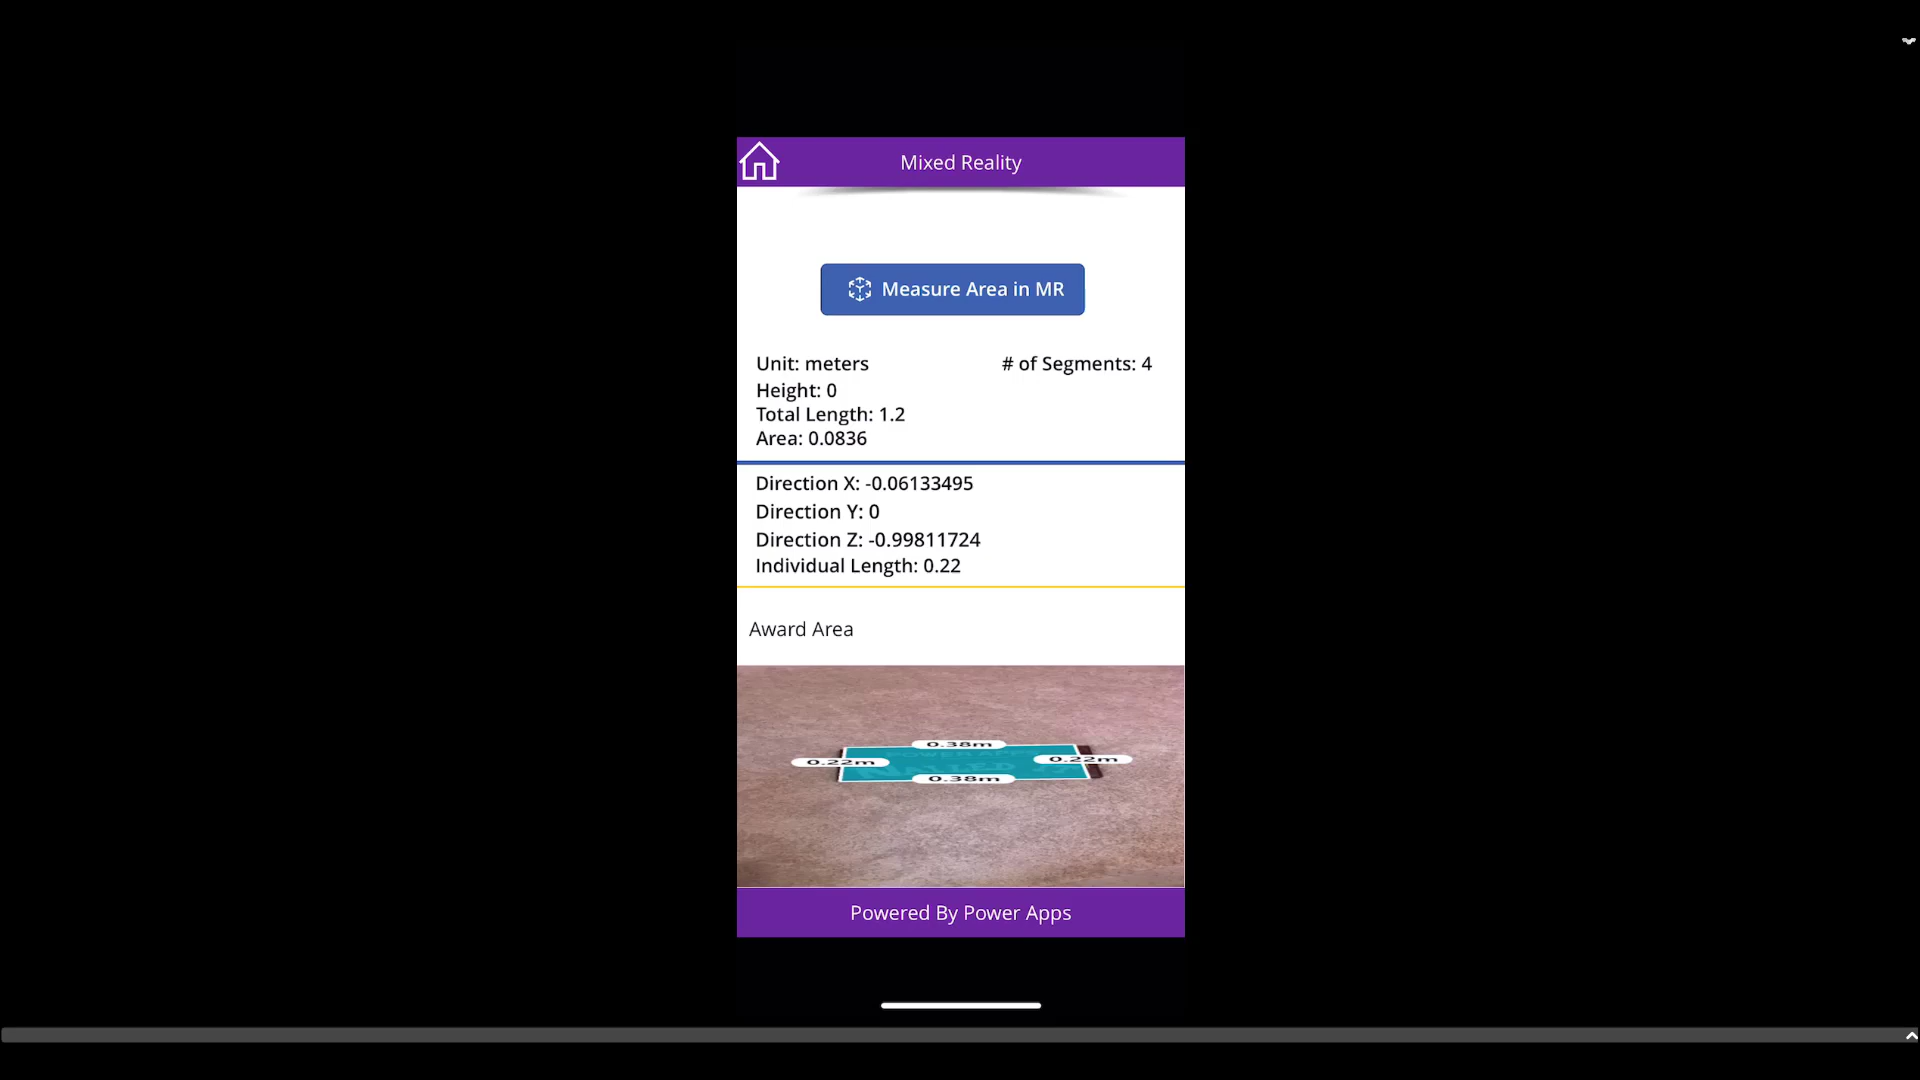 Mixed Reality
Measure Area in MR
Unit: meters # of Segments: 4
Height: 0
Total Length: 1.2
Area: 0.0836
Direction X: -0.06133495
Direction Y: 0
Direction Z: -0.99811724
Individual Length: 0.22
Award Area
0.38m
0.22m 0.22m
0.38m
Powered By Power Apps